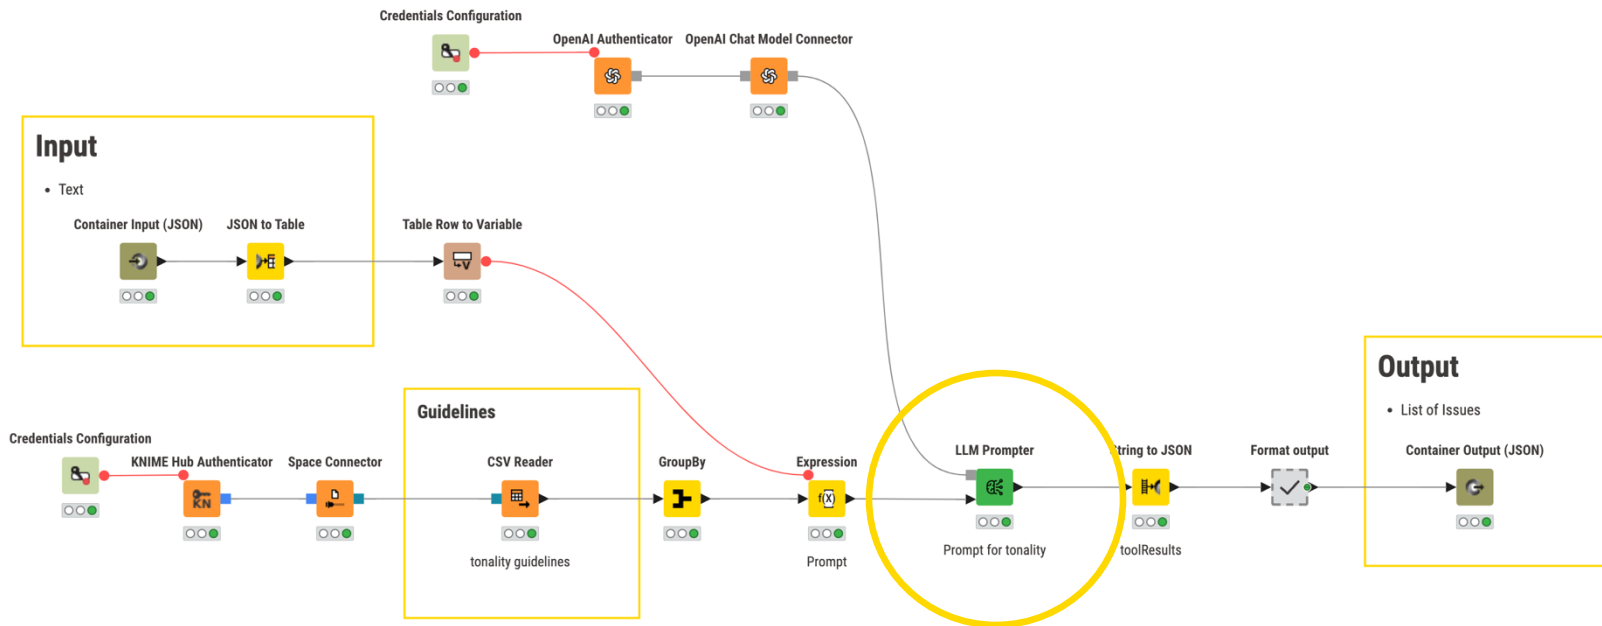 Credentials Configuration
OpenAI Authenticator
OpenAI Chat Model Connector
Input
• Text
Container Input (JSON)
JSON to Table
Table Row to Variable
Output
• List of Issues
Guidelines
Credentials Configuration
KNIME Hub Authenticator
Space Connector
CSV Reader
GroupBy
Expression
LLM Prompter
String to JSON
Format output
Container Output (JSON)
KN
f(x)
tonality guidelines
Prompt
Prompt for tonality
toolResults